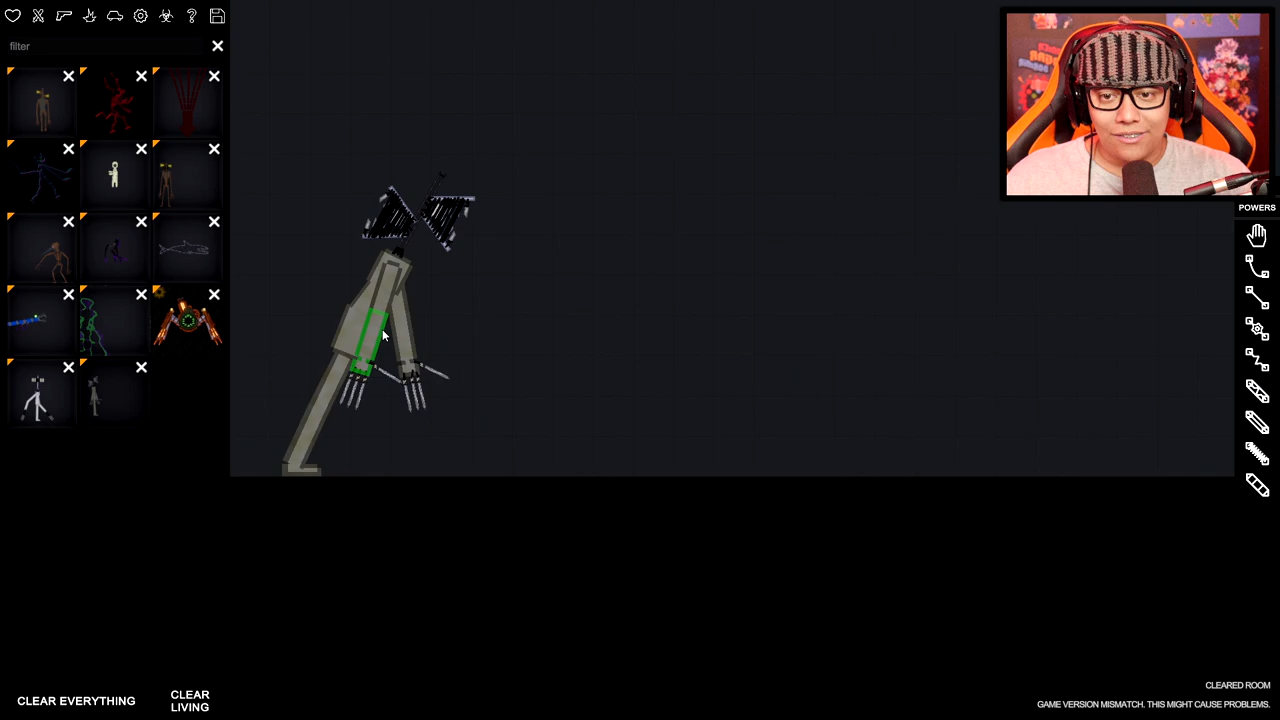 filter
POWERS
CLEAR EVERYTHING
CLEAR
LIVING
CLEARED ROOM
GAME VERSION MISMATCH. THIS MIGHT CAUSE PROBLEMS.